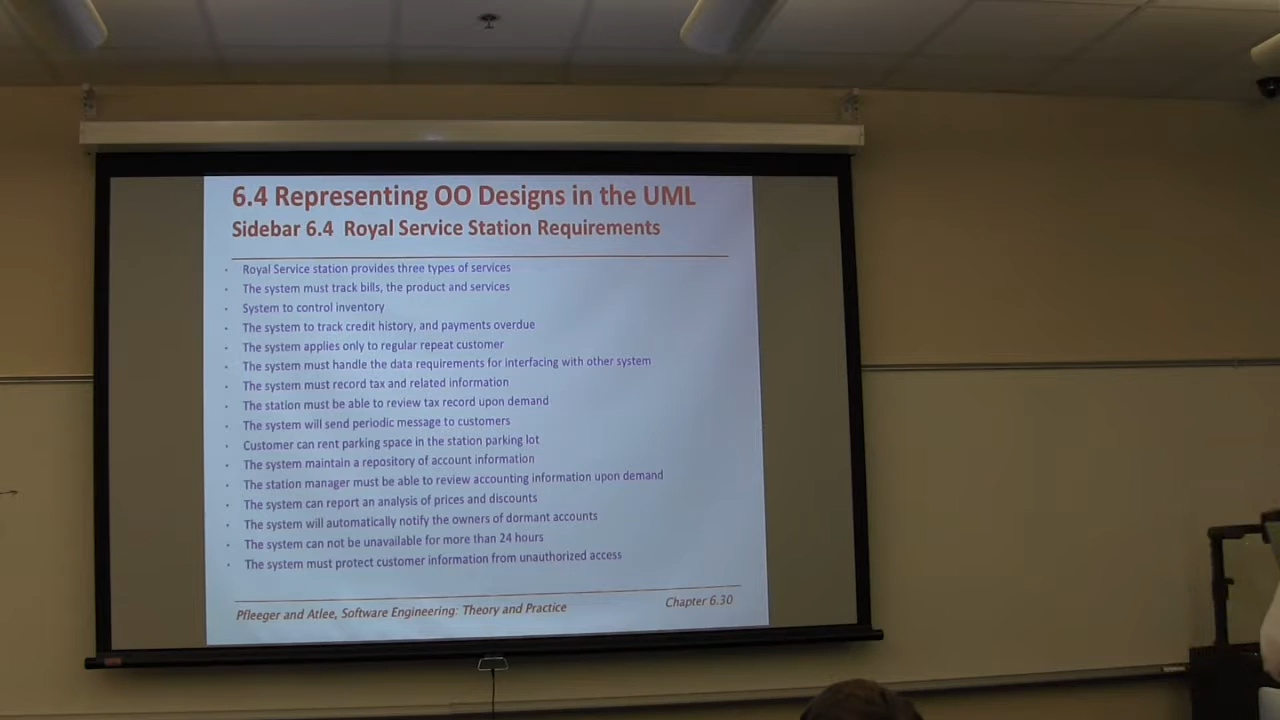 6.4 Representing OO Designs in the UML
Sidebar 6.4 Royal Service Station Requirements
• Royal Service station provides three types of services
• The system must track bills, the product and services
• System to control inventory
• The system to track credit history, and payments overdue
• The system applies only to regular repeat customer
• The system must handle the data requirements for interfacing with other system
• The system must record tax and related information
• The station must be able to review tax record upon demand
• The system will send periodic message to customers
• Customer can rent parking space in the station parking lot
• The system maintain a repository of account information
• The station manager must be able to review accounting information upon demand
• The system can report an analysis of prices and discounts
• The system will automatically notify the owners of dormant accounts
• The system can not be unavailable for more than 24 hours
• The system must protect customer information from unauthorized access
Pfleeger and Atlee, Software Engineering: Theory and Practice
Chapter 6.30